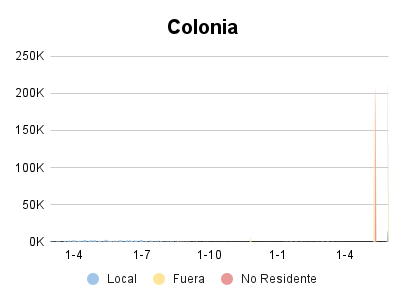 Colonia
250K
200K
150K
100K
50K
0K
1-4 1-7 1-10 1-1 1-4
Local Fuera No Residente